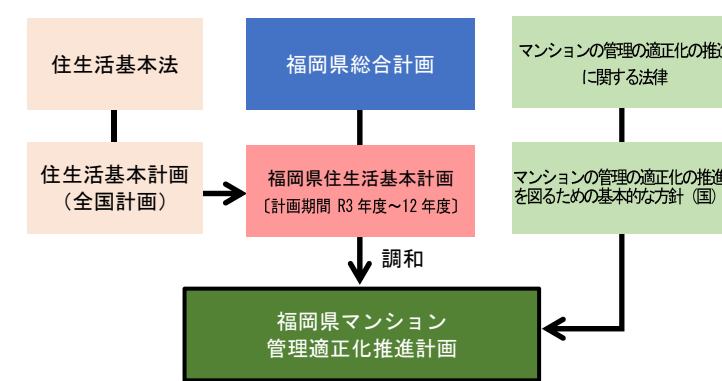 住生活基本法
福岡県総合計画
マンションの管理の適正化の推進
に関する法律
住生活基本計画
（全国計画）
福岡県住生活基本計画
〔計画期間 R3 年度～12 年度〕
マンションの管理の適正化の推進
を図るための基本的な方針（国）
調和
福岡県マンション
管理適正化推進計画